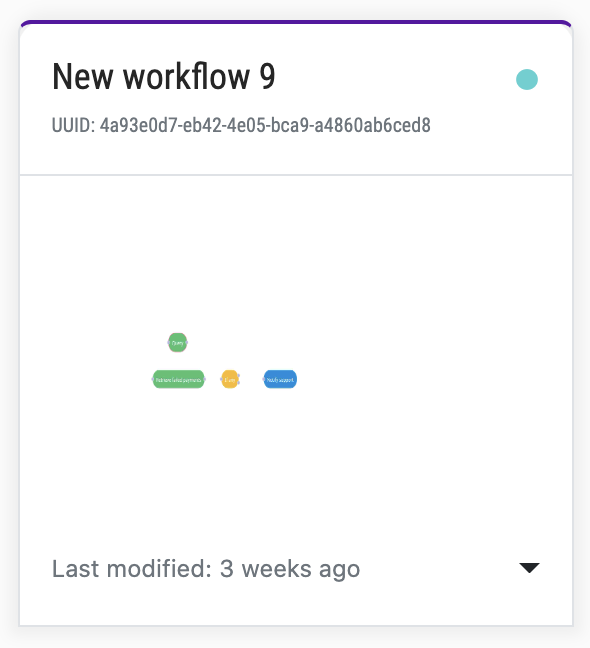 New workflow 9
UUID: 4a93e0d7-eb42-4e05-bca9-a4860ab6ced8
Query
Retrieve failed payments
Notify support
Last modified: 3 weeks ago